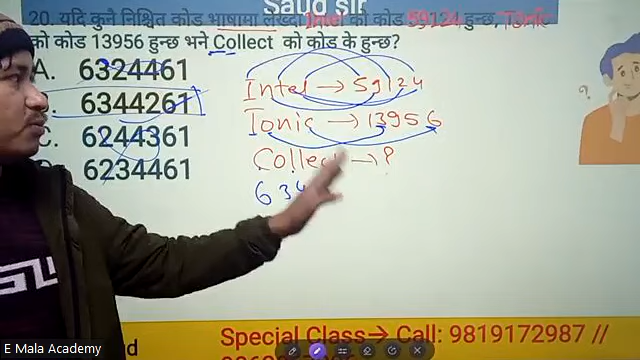 Saud sir
20. यदि कुनै निश्चित कोड भाषामा लेख्दा Intel को कोड 59124 हुन्छ, Tonic
को कोड 13956 हुन्छ भने Collect को कोड के हुन्छ?
A. 6324461
6344261
C. 6244361
6234461
Intel → 59124
Ionic → 13956
Collect → ?
634
Special Class→ Call: 9819172987 //
E Mala Academy